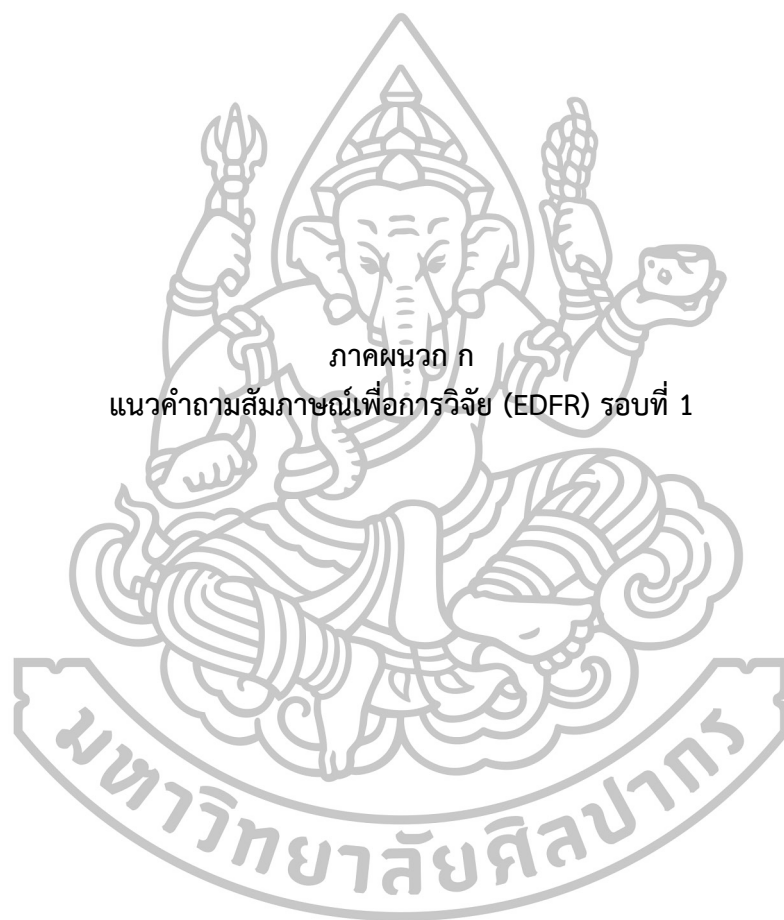 ภาคผนวก ก
แนวคำถามสัมภาษณ์เพื่อการวิจัย (EDFR) รอบที่ 1
มหาวิทยาลัยศิลปากร